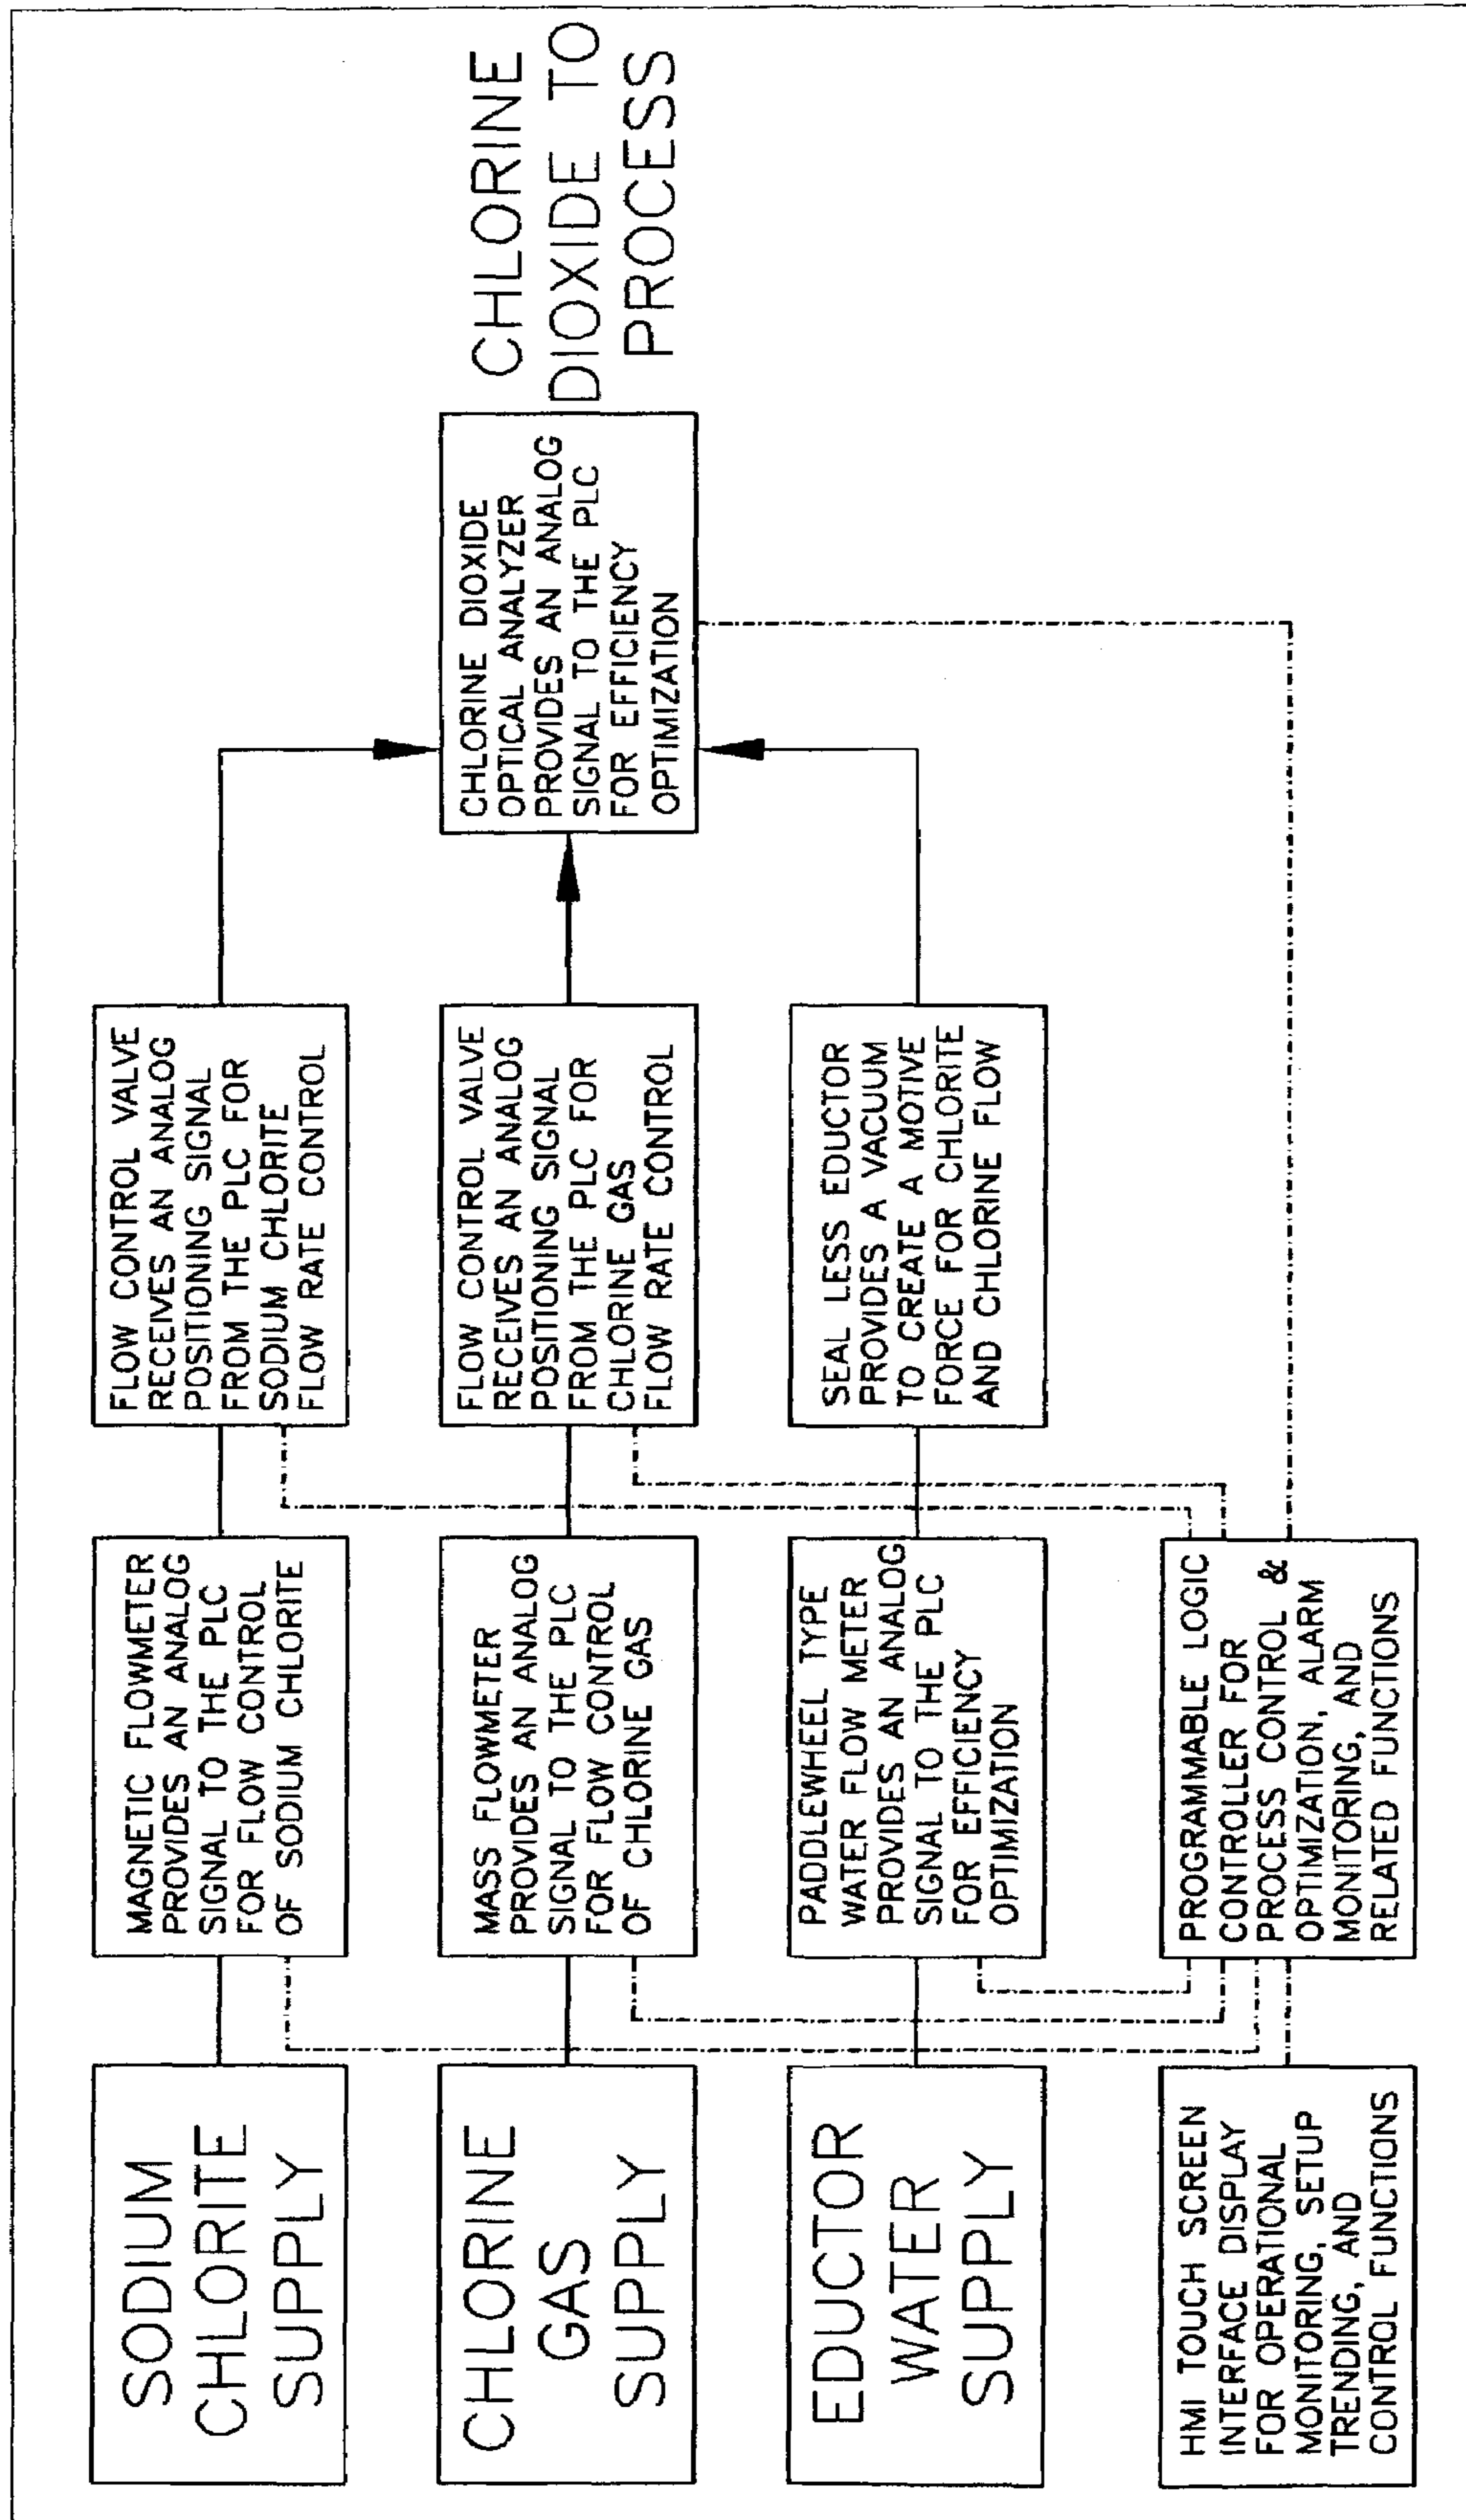 SODIUM
CHLORITE
SUPPLY
MAGNETIC FLOWMETER
PROVIDES AN ANALOG
SIGNAL TO THE PLC
FOR FLOW CONTROL
OF SODIUM CHLORITE
FLOW CONTROL VALVE
RECEIVES AN ANALOG
POSITIONING SIGNAL
FROM THE PLC FOR
SODIUM CHLORITE
FLOW RATE CONTROL
CHLORINE
GAS
SUPPLY
MASS FLOWMETER
PROVIDES AN ANALOG
SIGNAL TO THE PLC
FOR FLOW CONTROL
OF CHLORINE GAS
FLOW CONTROL VALVE
RECEIVES AN ANALOG
POSITIONING SIGNAL
FROM THE PLC FOR
CHLORINE GAS
FLOW RATE CONTROL
CHLORINE DIOXIDE
OPTICAL ANALYZER
PROVIDES AN ANALOG
SIGNAL TO THE PLC
FOR EFFICIENCY
OPTIMIZATION
CHLORINE
DIOXIDE TO
PROCESS
EDUCTOR
WATER
SUPPLY
PADDLEWHEEL TYPE
WATER FLOW METER
PROVIDES AN ANALOG
SIGNAL TO THE PLC
FOR EFFICIENCY
OPTIMIZATION
SEAL LESS EDUCTOR
PROVIDES A VACUUM
TO CREATE A MOTIVE
FORCE FOR CHLORITE
AND CHLORINE FLOW
HMI TOUCH SCREEN
INTERFACE DISPLAY
FOR OPERATIONAL
MONITORING, SETUP
TRENDING, AND
CONTROL FUNCTIONS
PROGRAMMABLE LOGIC
CONTROLLER FOR
PROCESS CONTROL &
OPTIMIZATION, ALARM
MONITORING, AND
RELATED FUNCTIONS